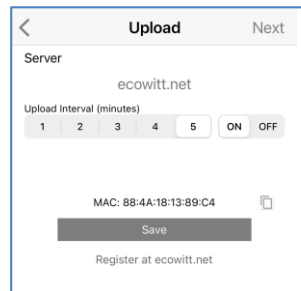 Upload Next
Server
ecowitt.net
Upload Interval (minutes)
1 2 3 4 5 ON OFF
MAC: 88:4A:18:13:89:C4
Save
Register at ecowitt.net